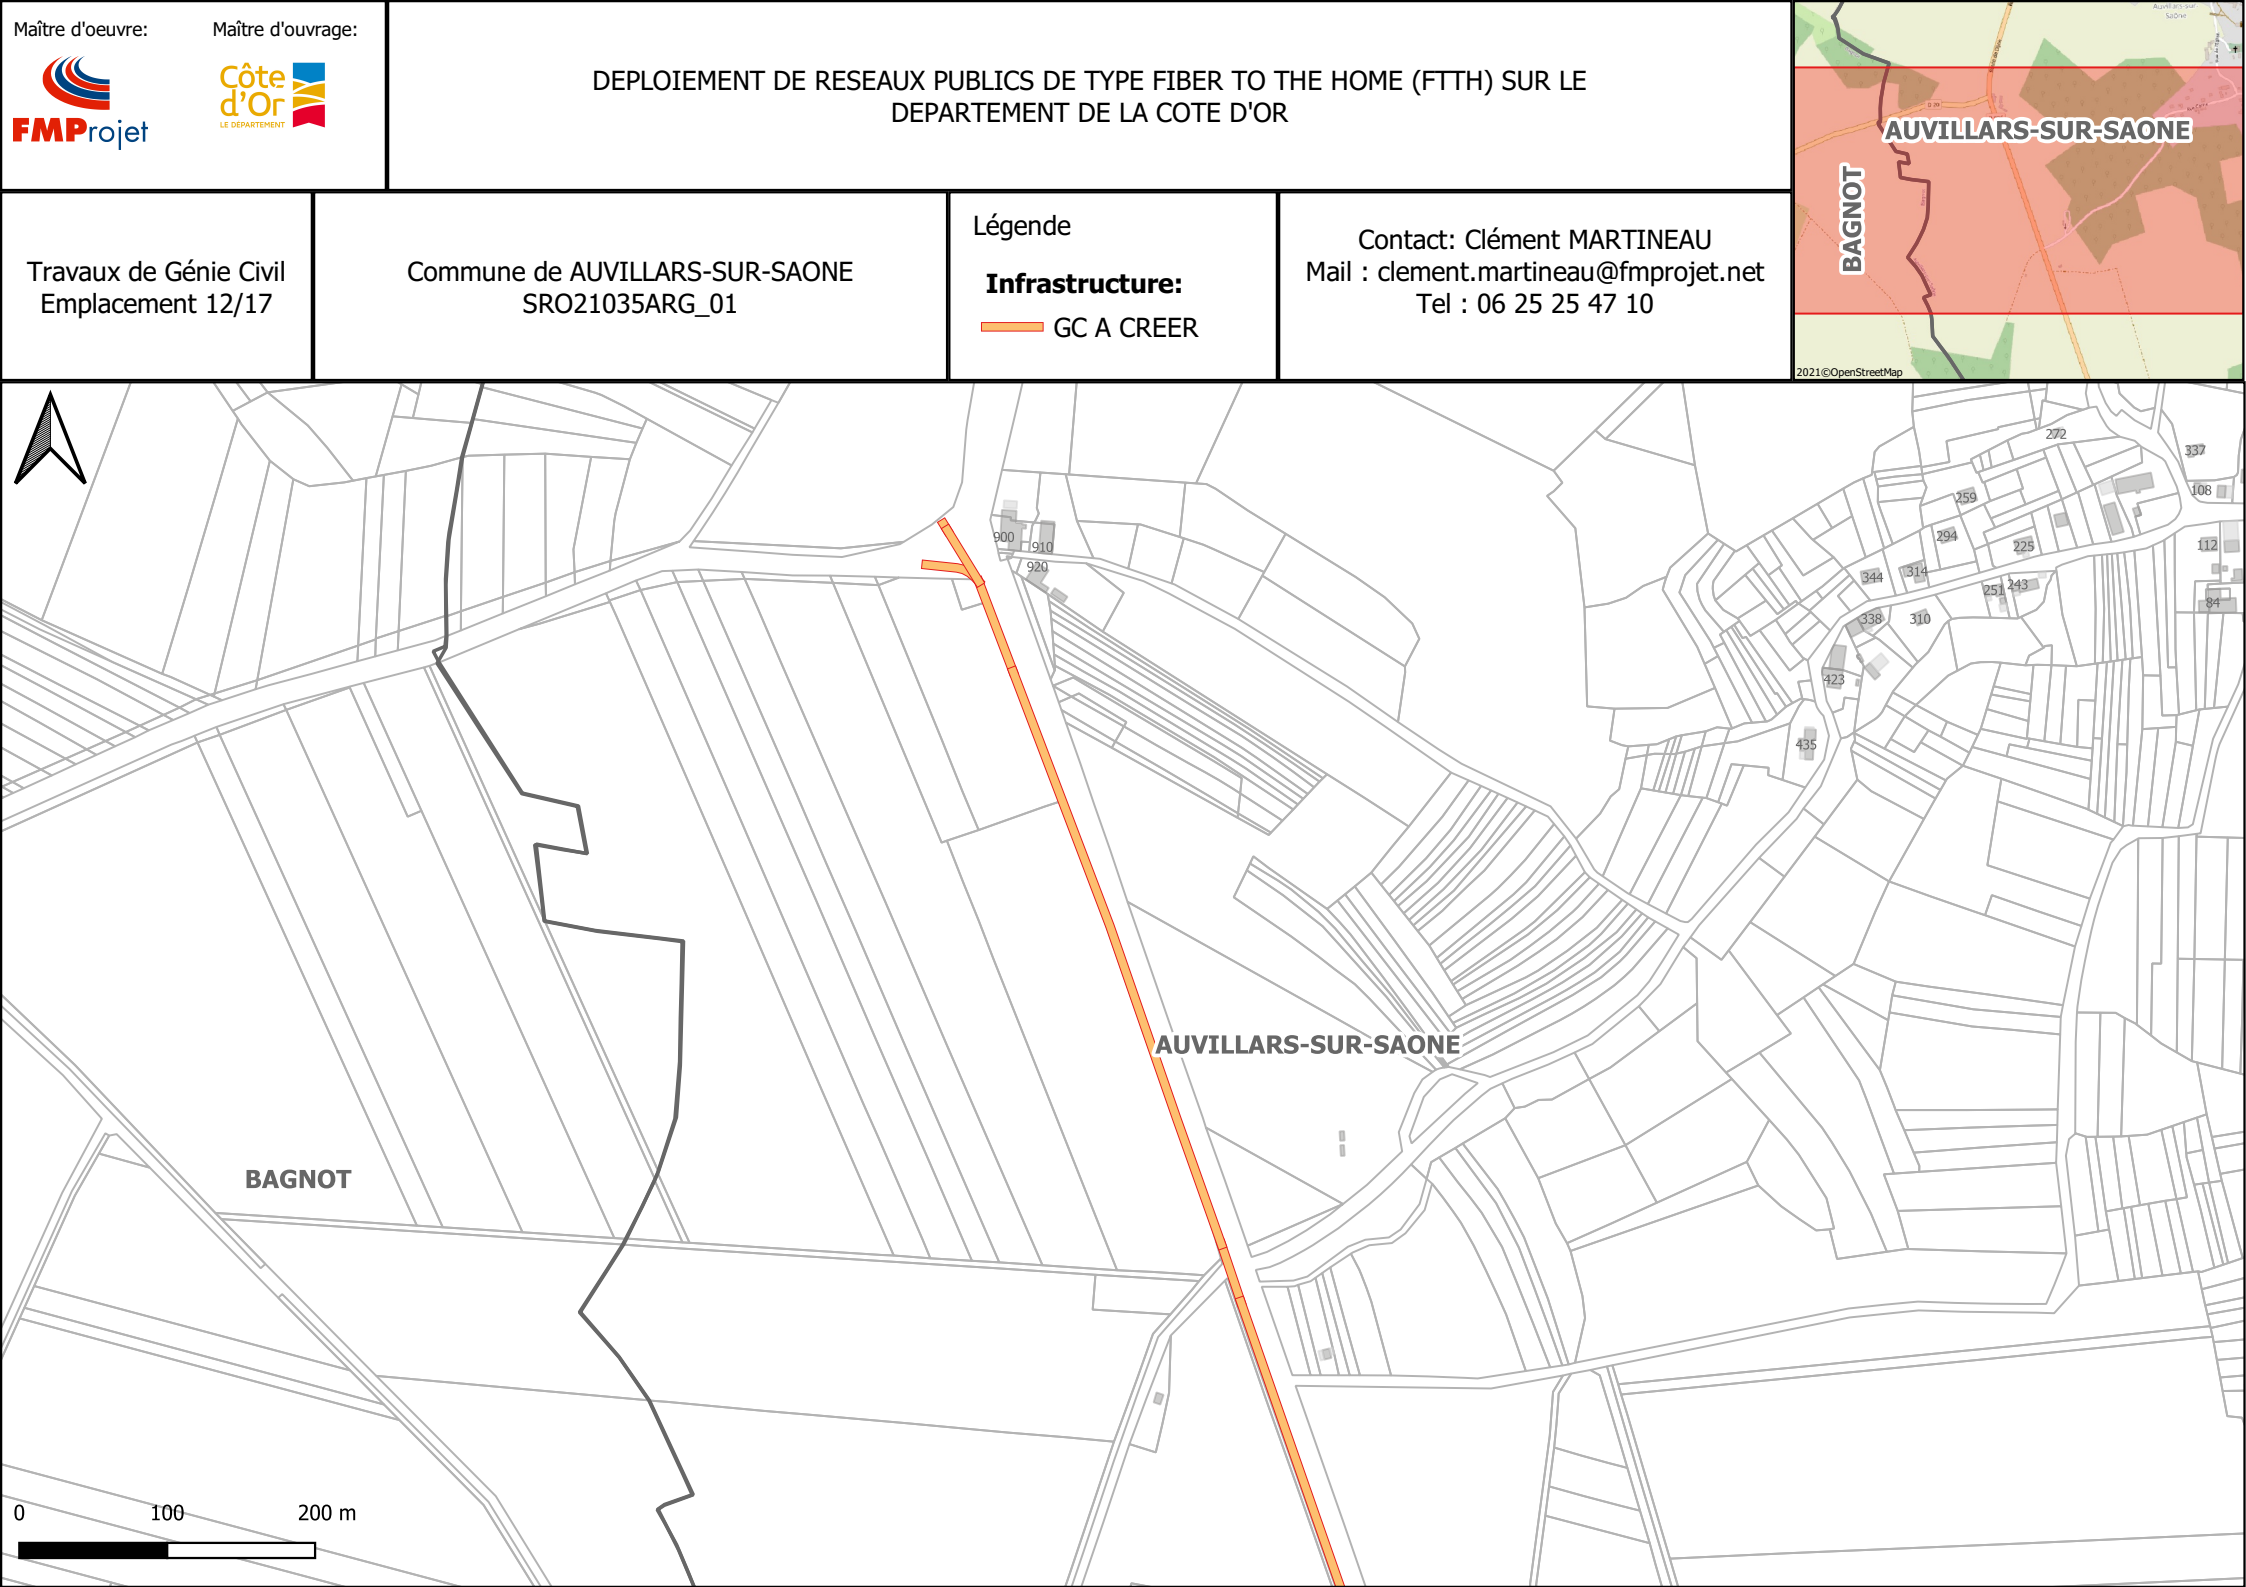 Maître d'oeuvre:
Maître d'ouvrage:
FMProjet
Côte
d'Or
LE DÉPARTEMENT
DEPLOIEMENT DE RESEAUX PUBLICS DE TYPE FIBER TO THE HOME (FTTH) SUR LE
DEPARTEMENT DE LA COTE D'OR
Travaux de Génie Civil
Emplacement 12/17
Commune de AUVILLARS-SUR-SAONE
SRO21035ARG_01
Légende
Infrastructure:
GC A CREER
Contact: Clément MARTINEAU
Mail : clement.martineau@fmprojet.net
Tel : 06 25 25 47 10
Auvillars-sur-
Saône
D 20
AUVILLARS-SUR-SAONE
BAGNOT
2021©OpenStreetMap
272
337
108
259
294
225
112
900
910
920
344
314
251
243
84
338
310
423
435
AUVILLARS-SUR-SAONE
BAGNOT
0 100 200 m